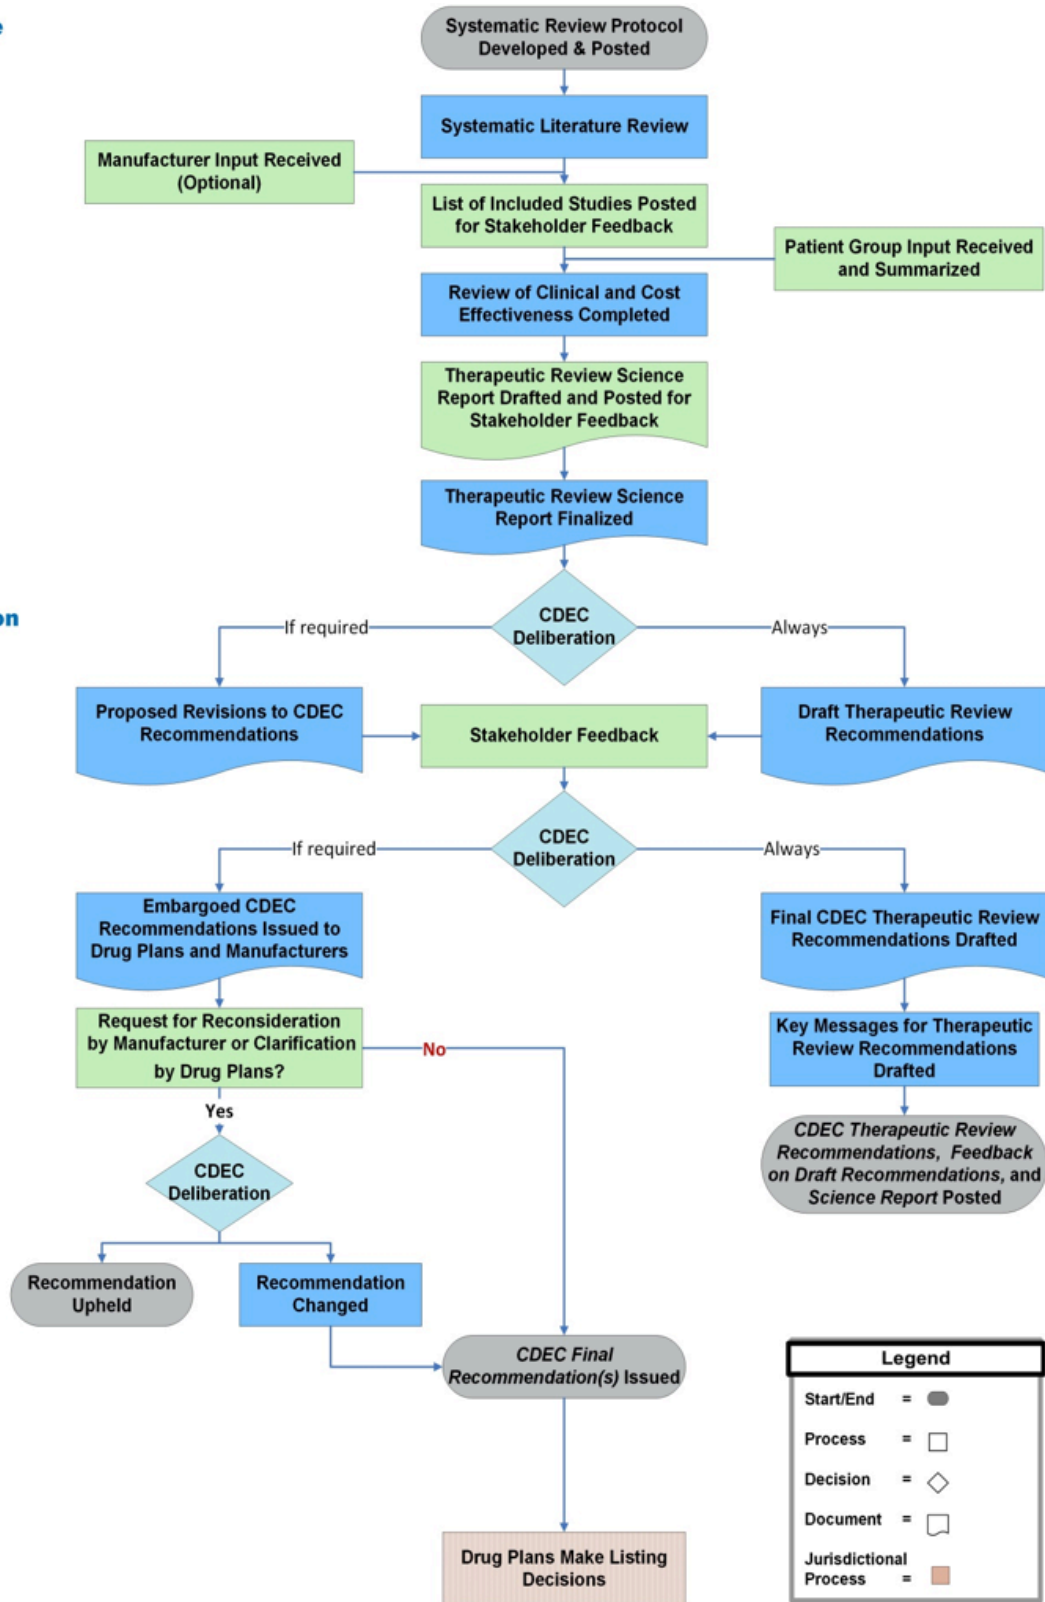 e
Systematic Review Protocol
Developed & Posted
Systematic Literature Review
Manufacturer Input Received
(Optional)
List of Included Studies Posted
for Stakeholder Feedback
Patient Group Input Received
and Summarized
Review of Clinical and Cost
Effectiveness Completed
Therapeutic Review Science
Report Drafted and Posted for
Stakeholder Feedback
Therapeutic Review Science
Report Finalized
on
CDEC
Deliberation
If required
Always
Proposed Revisions to CDEC
Recommendations
Stakeholder Feedback
Draft Therapeutic Review
Recommendations
CDEC
Deliberation
If required
Always
Embargoed CDEC
Recommendations Issued to
Drug Plans and Manufacturers
Final CDEC Therapeutic Review
Recommendations Drafted
Request for Reconsideration
by Manufacturer or Clarification
by Drug Plans?
No
Key Messages for Therapeutic
Review Recommendations
Drafted
Yes
CDEC Therapeutic Review
Recommendations, Feedback
on Draft Recommendations, and
Science Report Posted
CDEC
Deliberation
Recommendation
Upheld
Recommendation
Changed
CDEC Final
Recommendation(s) Issued
Drug Plans Make Listing
Decisions
Legend
Start/End =
Process =
Decision =
Document =
Jurisdictional
Process =